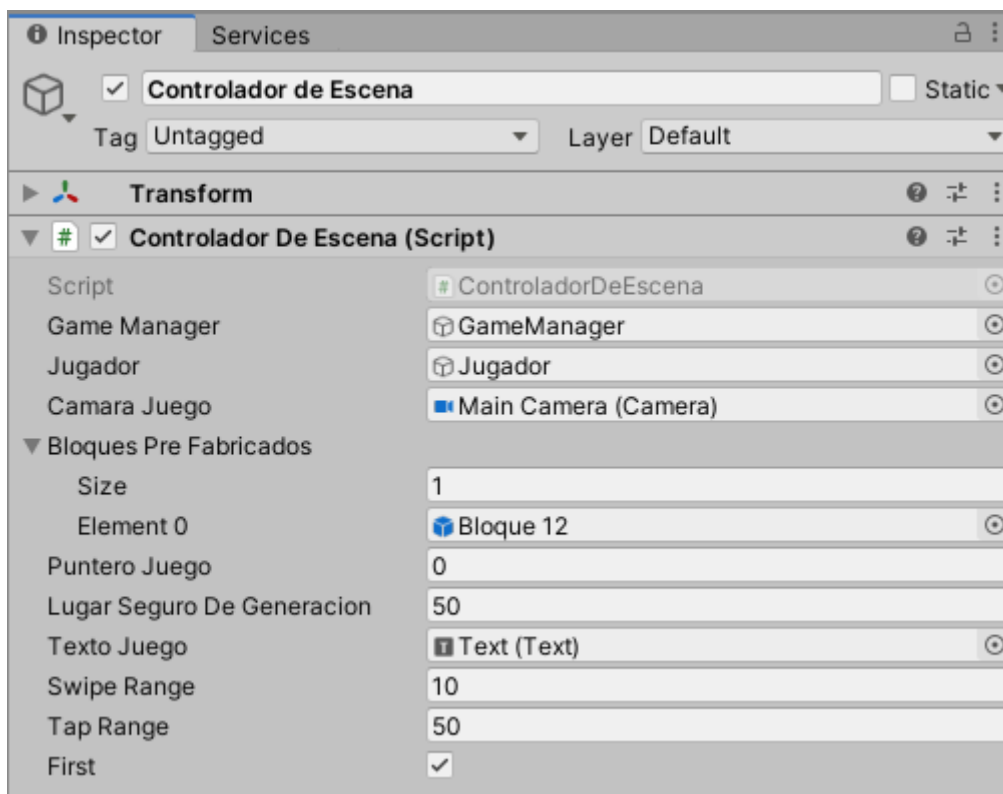 Inspector Services
Controlador de Escena Static
Tag Untagged Layer Default
Transform
# Controlador De Escena (Script)
Script # ControladorDeEscena
Game Manager GameManager
Jugador Jugador
Camara Juego Main Camera (Camera)
Bloques Pre Fabricados
Size 1
Element 0 Bloque 12
Puntero Juego 0
Lugar Seguro De Generacion 50
Texto Juego T Text (Text)
Swipe Range 10
Tap Range 50
First